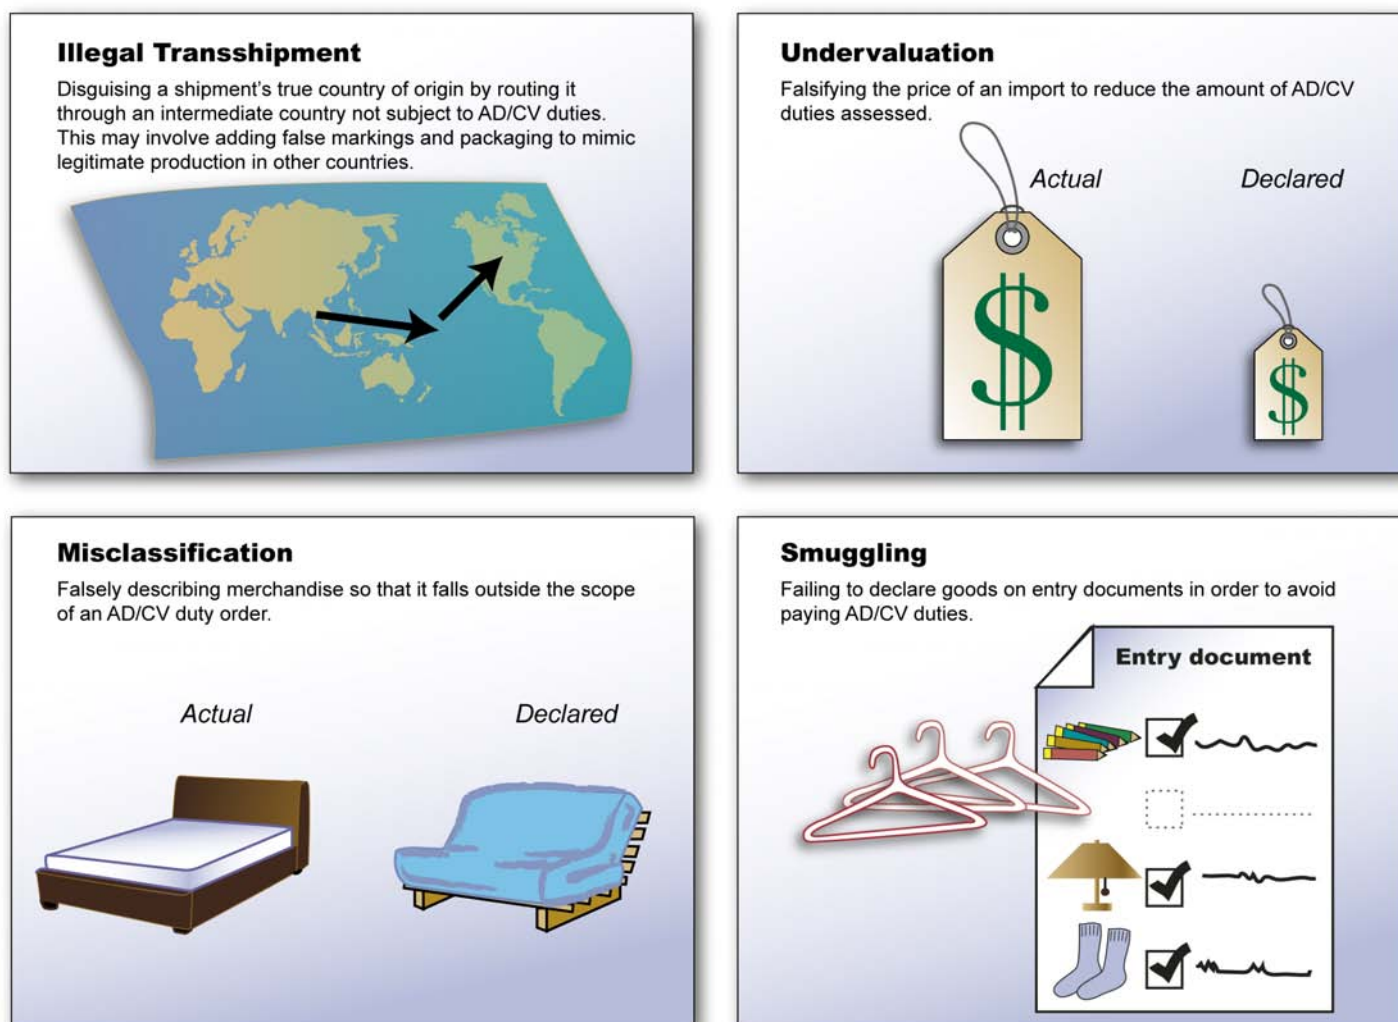 Illegal Transshipment
Disguising a shipment's true country of origin by routing it
through an intermediate country not subject to AD/CV duties.
This may involve adding false markings and packaging to mimic
legitimate production in other countries.
Undervaluation
Falsifying the price of an import to reduce the amount of AD/CV
duties assessed.
Actual
Declared
$
$
Misclassification
Falsely describing merchandise so that it falls outside the scope
of an AD/CV duty order.
Actual
Declared
Smuggling
Failing to declare goods on entry documents in order to avoid
paying AD/CV duties.
Entry document